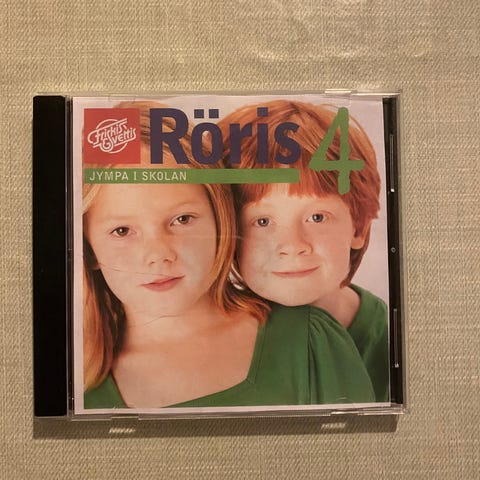 Friskis
& Svettis
Röris 4
JYMPA I SKOLAN